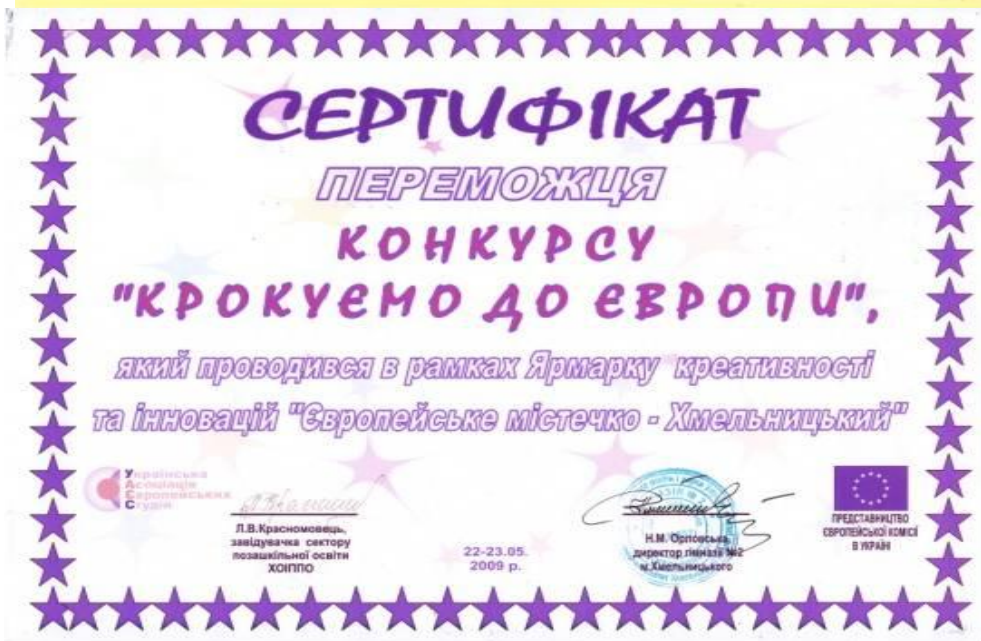 СЕРТИФІКАТ
ПЕРЕМОЖЦЯ
КОНКУРСУ
"КРОКУЄМО ДО ЄВРОПИ",
який проводився в рамках Ярмарку креативності
та інновацій "Європейське містечко - Хмельницький"
Українська
Асоціація
Європейських
Студій
Л.В.Красномовець,
завідувачка сектору
позашкільної освіти
ХОІППО
22-23.05.
2009 р.
Н.М. Орловська,
директор гімназії №2
м.Хмельницького
ПРЕДСТАВНИЦТВО
ЄВРОПЕЙСЬКОЇ КОМІСІЇ
В УКРАЇНІ